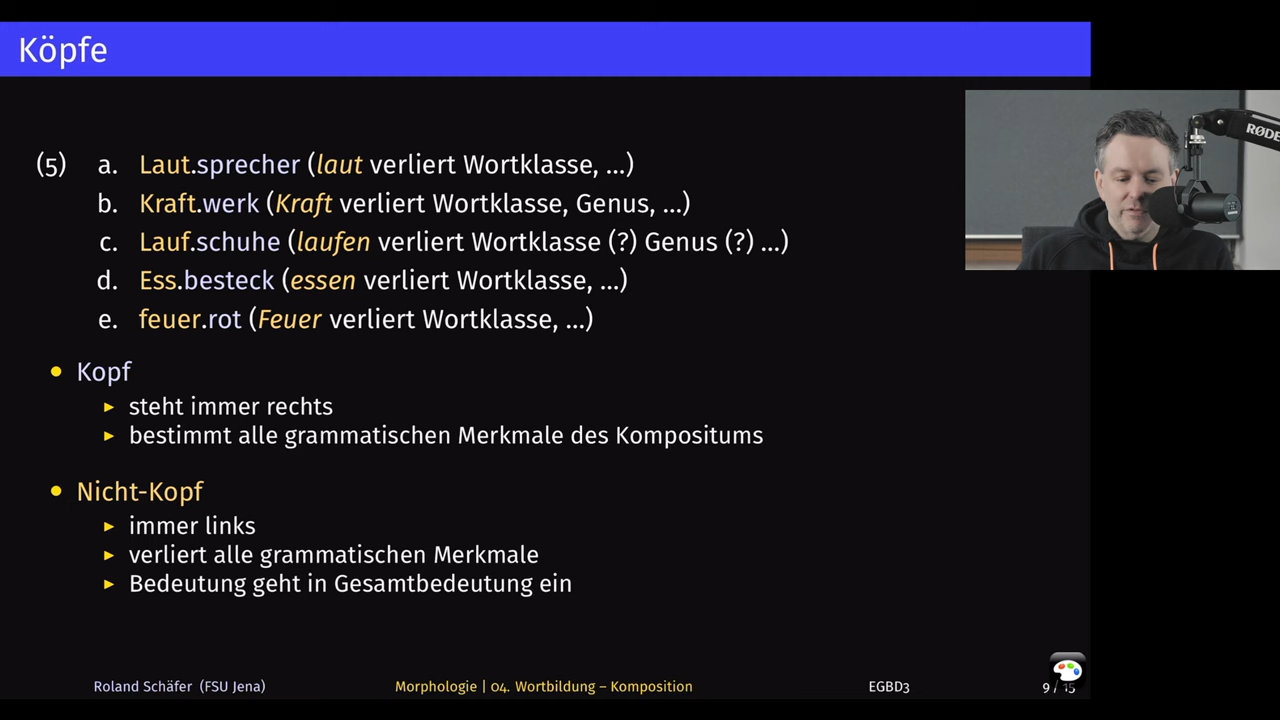 Köpfe
(5) a. Laut.sprecher (laut verliert Wortklasse, ...)
b. Kraft.werk (Kraft verliert Wortklasse, Genus, ...)
c. Lauf.schuhe (laufen verliert Wortklasse (?) Genus (?) ...)
d. Ess.besteck (essen verliert Wortklasse, ...)
e. feuer.rot (Feuer verliert Wortklasse, ...)
• Kopf
▸ steht immer rechts
▸ bestimmt alle grammatischen Merkmale des Kompositums
• Nicht-Kopf
▸ immer links
▸ verliert alle grammatischen Merkmale
▸ Bedeutung geht in Gesamtbedeutung ein
Roland Schäfer (FSU Jena) Morphologie | 04. Wortbildung – Komposition EGBD3 9 / 15
RØDE